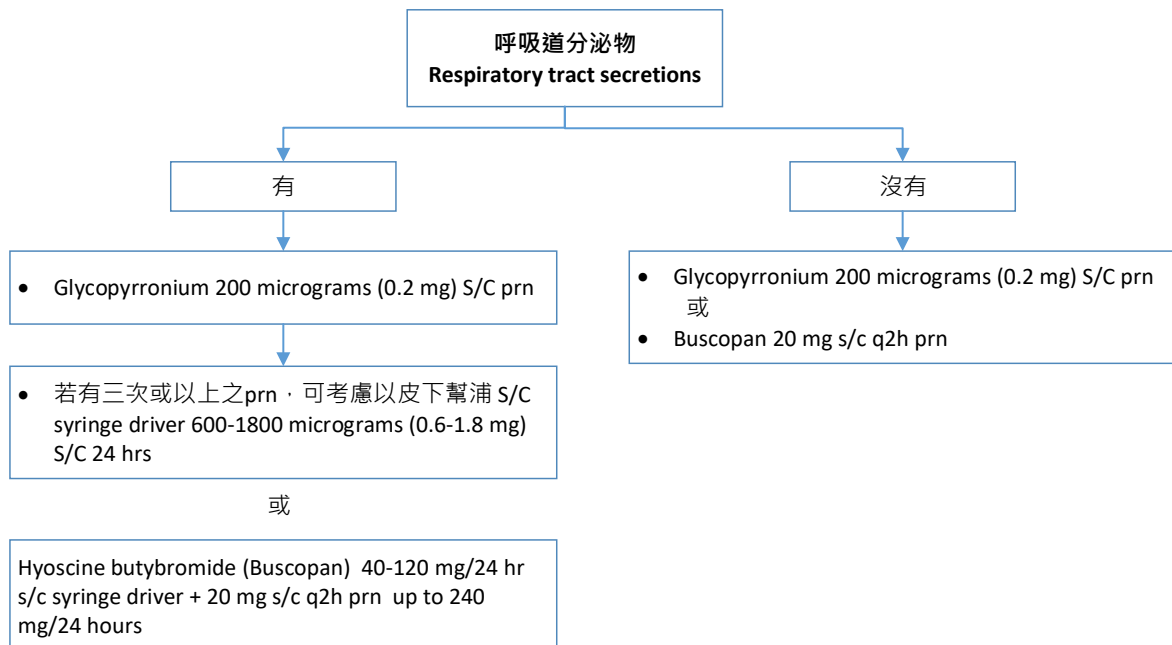 呼吸道分泌物
Respiratory tract secretions
有
沒有
• Glycopyrronium 200 micrograms (0.2 mg) S/C prn
• Glycopyrronium 200 micrograms (0.2 mg) S/C prn
或
• Buscopan 20 mg s/c q2h prn
• 若有三次或以上之prn，可考慮以皮下幫浦 S/C
syringe driver 600-1800 micrograms (0.6-1.8 mg)
S/C 24 hrs
或
Hyoscine butybromide (Buscopan) 40-120 mg/24 hr
s/c syringe driver + 20 mg s/c q2h prn up to 240
mg/24 hours